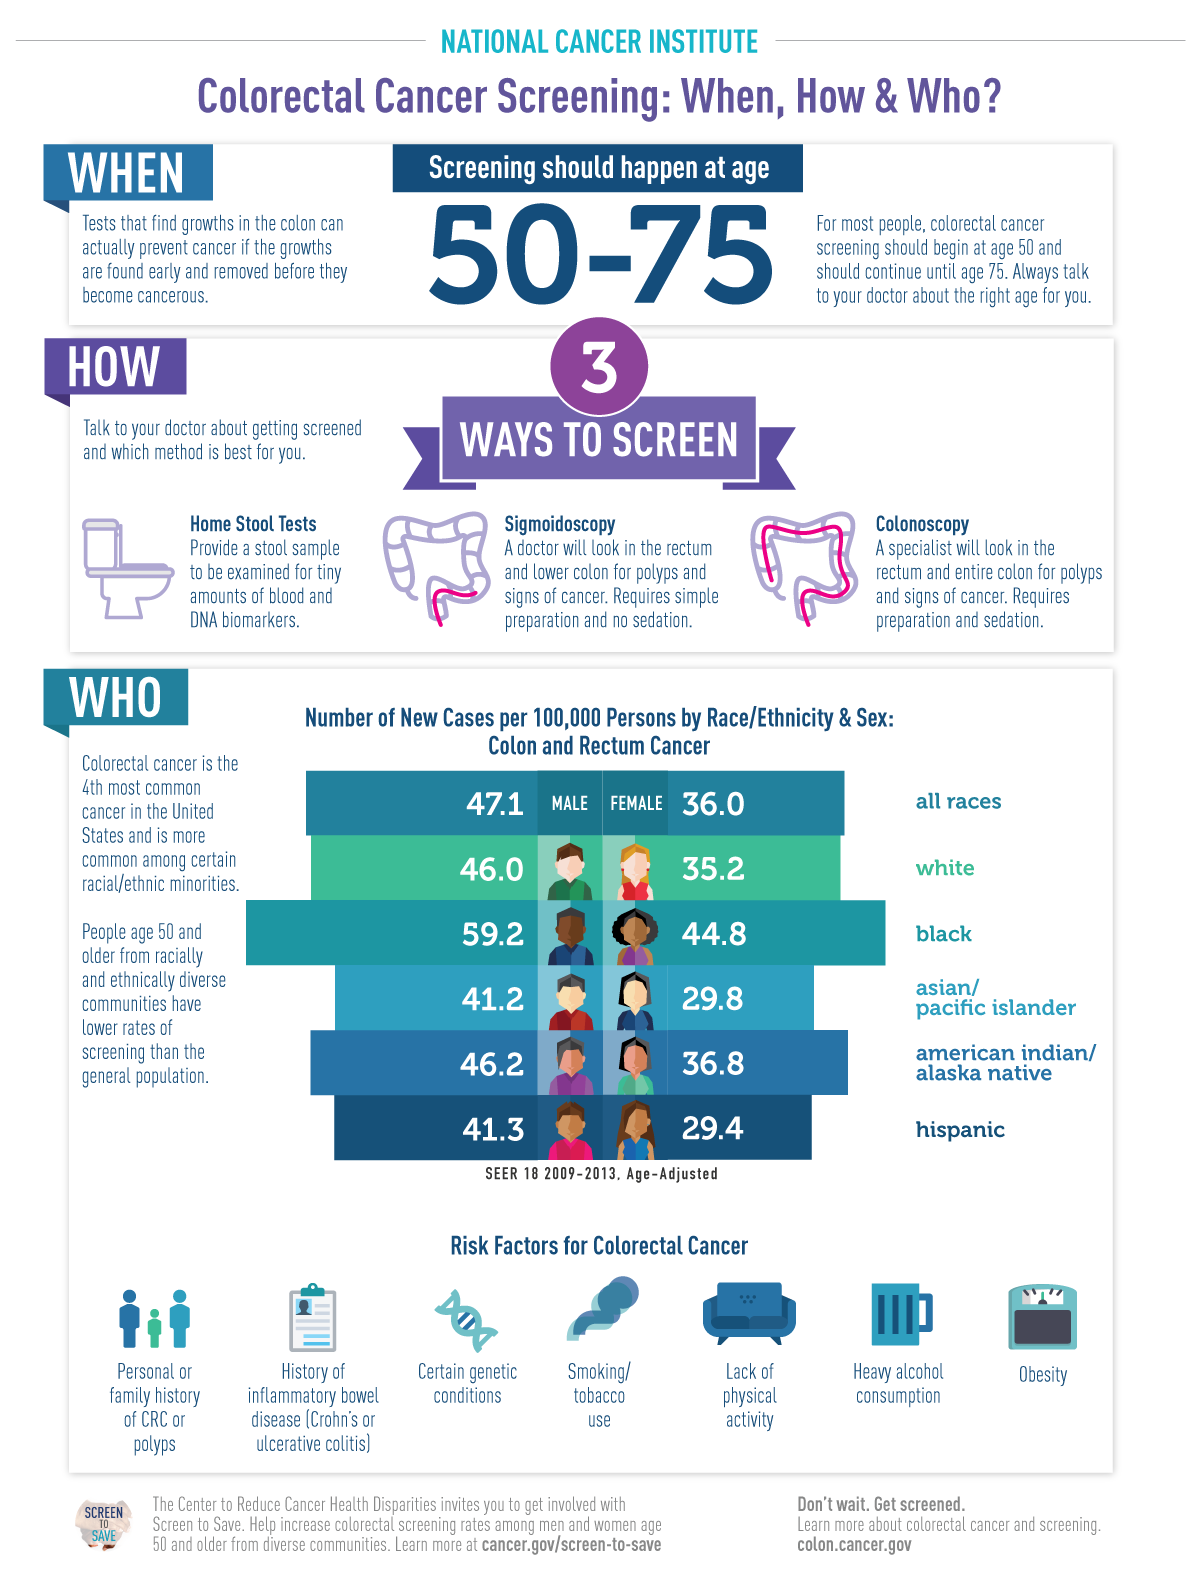 NATIONAL CANCER INSTITUTE
Colorectal Cancer Screening: When, How & Who?
WHEN
Tests that find growths in the colon can
actually prevent cancer if the growths
are found early and removed before they
become cancerous.
Screening should happen at age
50-75
For most people, colorectal cancer
screening should begin at age 50 and
should continue until age 75. Always talk
to your doctor about the right age for you.
HOW
Talk to your doctor about getting screened
and which method is best for you.
3
WAYS TO SCREEN
Home Stool Tests
Provide a stool sample
to be examined for tiny
amounts of blood and
DNA biomarkers.
Sigmoidoscopy
A doctor will look in the rectum
and lower colon for polyps and
signs of cancer. Requires simple
preparation and no sedation.
Colonoscopy
A specialist will look in the
rectum and entire colon for polyps
and signs of cancer. Requires
preparation and sedation.
WHO
Colorectal cancer is the
4th most common
cancer in the United
States and is more
common among certain
racial/ethnic minorities.
People age 50 and
older from racially
and ethnically diverse
communities have
lower rates of
screening than the
general population.
Number of New Cases per 100,000 Persons by Race/Ethnicity & Sex:
Colon and Rectum Cancer
47.1 MALE FEMALE 36.0 all races
46.0 35.2 white
59.2 44.8 black
41.2 29.8 asian/
pacific islander
46.2 36.8 american indian/
alaska native
41.3 29.4 hispanic
SEER 18 2009-2013, Age-Adjusted
Risk Factors for Colorectal Cancer
Personal or
family history
of CRC or
polyps
History of
inflammatory bowel
disease (Crohn's or
ulcerative colitis)
Certain genetic
conditions
Smoking/
tobacco
use
Lack of
physical
activity
Heavy alcohol
consumption
Obesity
SCREEN
TO
SAVE
The Center to Reduce Cancer Health Disparities invites you to get involved with
Screen to Save. Help increase colorectal screening rates among men and women age
50 and older from diverse communities. Learn more at cancer.gov/screen-to-save
Don't wait. Get screened.
Learn more about colorectal cancer and screening.
colon.cancer.gov